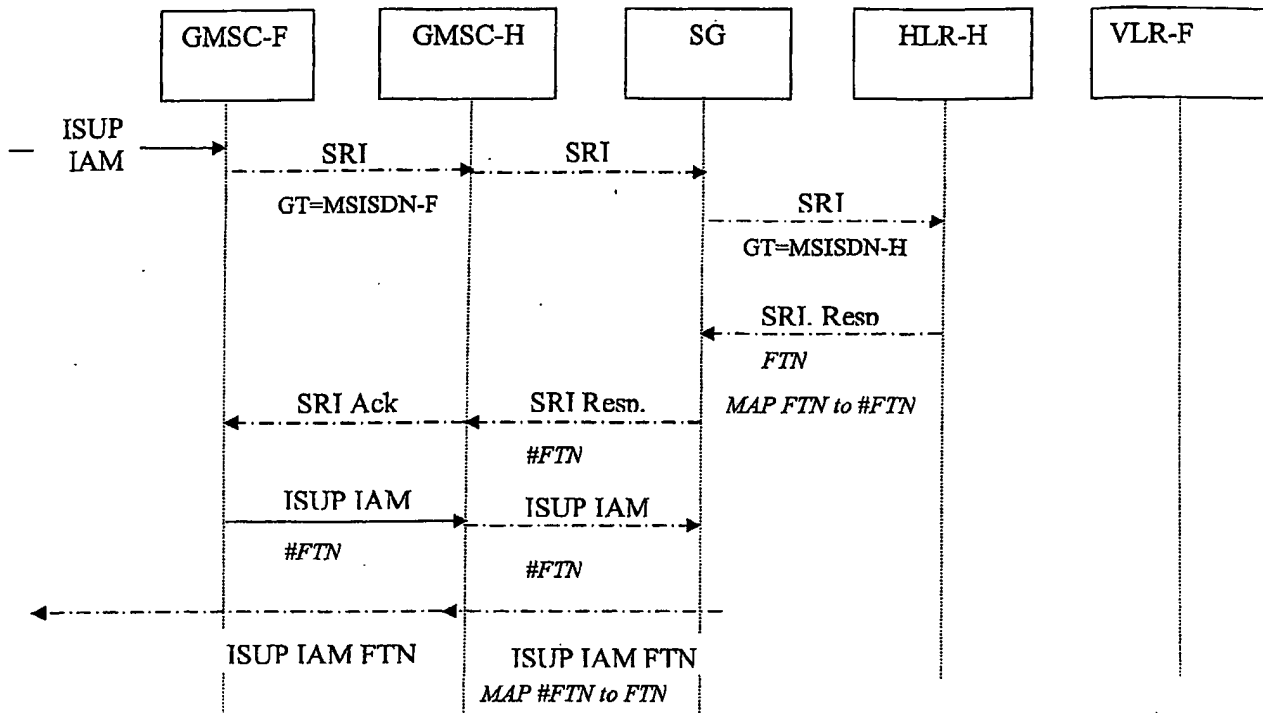 GMSC-F GMSC-H SG HLR-H VLR-F
ISUP
IAM
SRI SRI
GT=MSISDN-F
SRI
GT=MSISDN-H
SRI. Resp
FTN
SRI Ack SRI Resp. MAP FTN to #FTN
#FTN
ISUP IAM ISUP IAM
#FTN
#FTN
ISUP IAM FTN ISUP IAM FTN
MAP #FTN to FTN